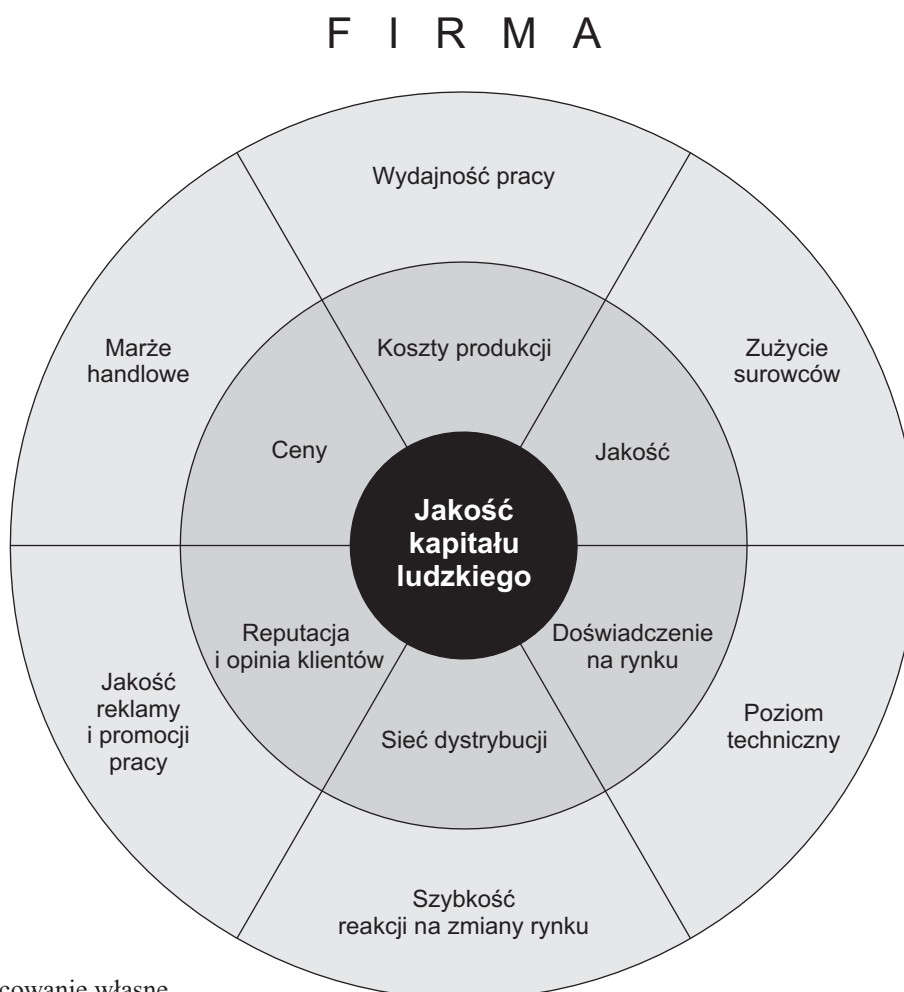 F I R M A
Wydajność pracy
Marże
handlowe
Koszty produkcji
Zużycie
surowców
Ceny
Jakość
Jakość
kapitału
ludzkiego
Reputacja
i opinia klientów
Doświadczenie
na rynku
Jakość
reklamy
i promocji
pracy
Sieć dystrybucji
Poziom
techniczny
Szybkość
reakcji na zmiany rynku
własne